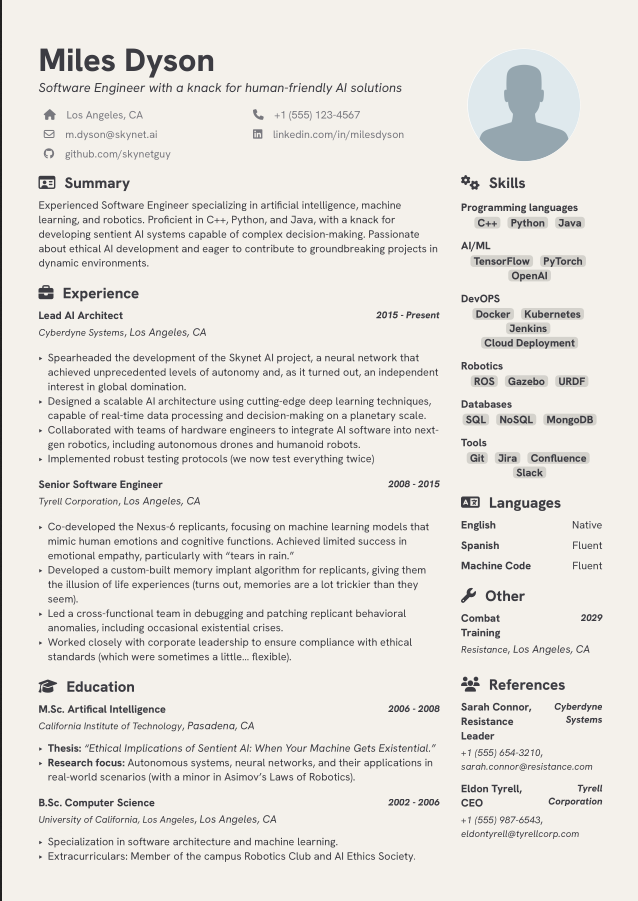 Miles Dyson
Software Engineer with a knack for human-friendly AI solutions
Los Angeles, CA
+1 (555) 123-4567
m.dyson@skynet.ai
linkedin.com/in/milesdyson
github.com/skynetguy
Summary
Experienced Software Engineer specializing in artificial intelligence, machine
learning, and robotics. Proficient in C++, Python, and Java, with a knack for
developing sentient AI systems capable of complex decision-making. Passionate
about ethical AI development and eager to contribute to groundbreaking projects in
dynamic environments.
Experience
Lead AI Architect 2015 - Present
Cyberdyne Systems, Los Angeles, CA
‣ Spearheaded the development of the Skynet AI project, a neural network that
achieved unprecedented levels of autonomy and, as it turned out, an independent
interest in global domination.
‣ Designed a scalable AI architecture using cutting-edge deep learning techniques,
capable of real-time data processing and decision-making on a planetary scale.
‣ Collaborated with teams of hardware engineers to integrate AI software into next-
gen robotics, including autonomous drones and humanoid robots.
‣ Implemented robust testing protocols (we now test everything twice)
Senior Software Engineer 2008 - 2015
Tyrell Corporation, Los Angeles, CA
‣ Co-developed the Nexus-6 replicants, focusing on machine learning models that
mimic human emotions and cognitive functions. Achieved limited success in
emotional empathy, particularly with “tears in rain.”
‣ Developed a custom-built memory implant algorithm for replicants, giving them
the illusion of life experiences (turns out, memories are a lot trickier than they
seem).
‣ Led a cross-functional team in debugging and patching replicant behavioral
anomalies, including occasional existential crises.
‣ Worked closely with corporate leadership to ensure compliance with ethical
standards (which were sometimes a little… flexible).
Education
M.Sc. Artifical Intelligence 2006 - 2008
California Institute of Technology, Pasadena, CA
‣ Thesis: “Ethical Implications of Sentient AI: When Your Machine Gets Existential.”
‣ Research focus: Autonomous systems, neural networks, and their applications in
real-world scenarios (with a minor in Asimov’s Laws of Robotics).
B.Sc. Computer Science 2002 - 2006
University of California, Los Angeles, Los Angeles, CA
‣ Specialization in software architecture and machine learning.
‣ Extracurriculars: Member of the campus Robotics Club and AI Ethics Society.
Skills
Programming languages
C++ Python Java
AI/ML
TensorFlow PyTorch
OpenAI
DevOPS
Docker Kubernetes
Jenkins
Cloud Deployment
Robotics
ROS Gazebo URDF
Databases
SQL NoSQL MongoDB
Tools
Git Jira Confluence
Slack
Languages
English Native
Spanish Fluent
Machine Code Fluent
Other
Combat 2029
Training
Resistance, Los Angeles, CA
References
Sarah Connor, Cyberdyne
Resistance Systems
Leader
+1 (555) 654-3210,
sarah.connor@resistance.com
Eldon Tyrell, Tyrell
CEO Corporation
+1 (555) 987-6543,
eldontyrell@tyrellcorp.com